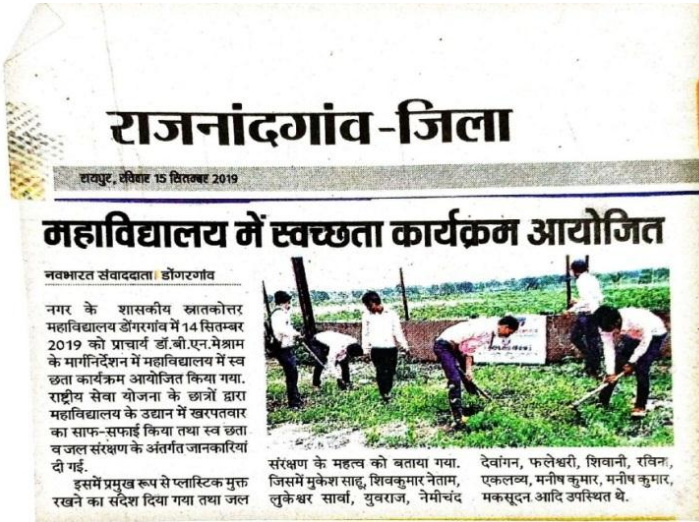 राजनांदगांव-जिला
रायपुर, रविवार 15 सितम्बर 2019
महाविद्यालय में स्वच्छता कार्यक्रम आयोजित
नवभारत संवाददाता। डोंगरगांव
नगर के शासकीय स्नातकोत्तर
महाविद्यालय डोंगरगांव में 14 सितम्बर
2019 को प्राचार्य डॉ.बी.एन.मेश्राम
के मार्गनिर्देशन में महाविद्यालय में स्व
छता कार्यक्रम आयोजित किया गया.
राष्ट्रीय सेवा योजना के छात्रों द्वारा
महाविद्यालय के उद्यान में खरपतवार
का साफ-सफाई किया तथा स्व छता
व जल संरक्षण के अंतर्गत जानकारियां
दी गई.
इसमें प्रमुख रूप से प्लास्टिक मुक्त
रखने का संदेश दिया गया तथा जल
संरक्षण के महत्व को बताया गया.
जिसमें मुकेश साहू, शिवकुमार नेताम,
लुकेश्वर सार्वा, युवराज, नेमीचंद
देवांगन, फलेश्वरी, शिवानी, रविना,
एकलव्य, मनीष कुमार, मनीष कुमार,
मकसूदन आदि उपस्थित थे.